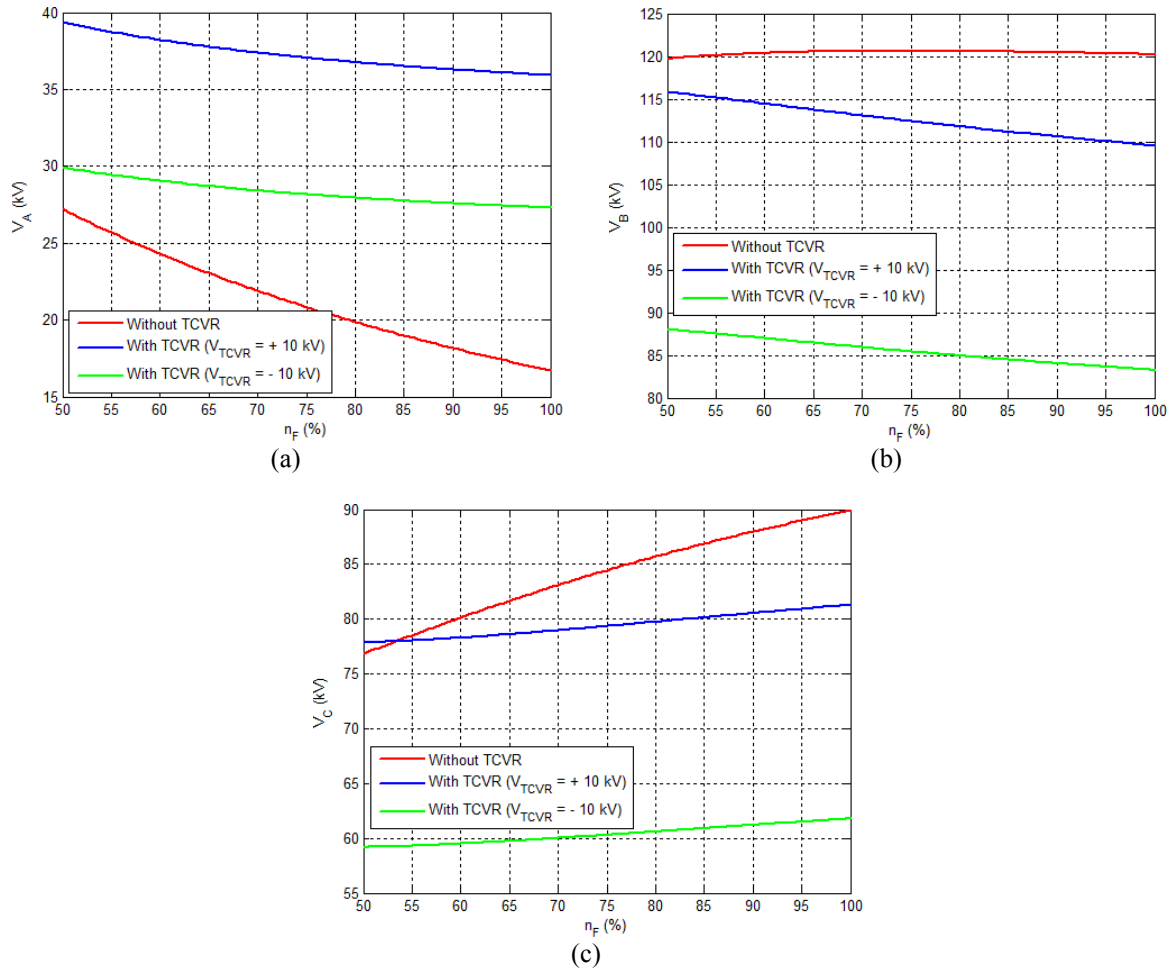 40
35
30
25
20
15
V_A (kV)
Without TCVR
With TCVR (V_TCVR = + 10 kV)
With TCVR (V_TCVR = - 10 kV)
50 55 60 65 70 75 80 85 90 95 100
n_F (%)
(a)
125
120
115
110
105
100
95
90
85
80
V_B (kV)
Without TCVR
With TCVR (V_TCVR = + 10 kV)
With TCVR (V_TCVR = - 10 kV)
50 55 60 65 70 75 80 85 90 95 100
n_F (%)
(b)
90
85
80
75
70
65
60
55
V_C (kV)
Without TCVR
With TCVR (V_TCVR = + 10 kV)
With TCVR (V_TCVR = - 10 kV)
50 55 60 65 70 75 80 85 90 95 100
n_F (%)
(c)